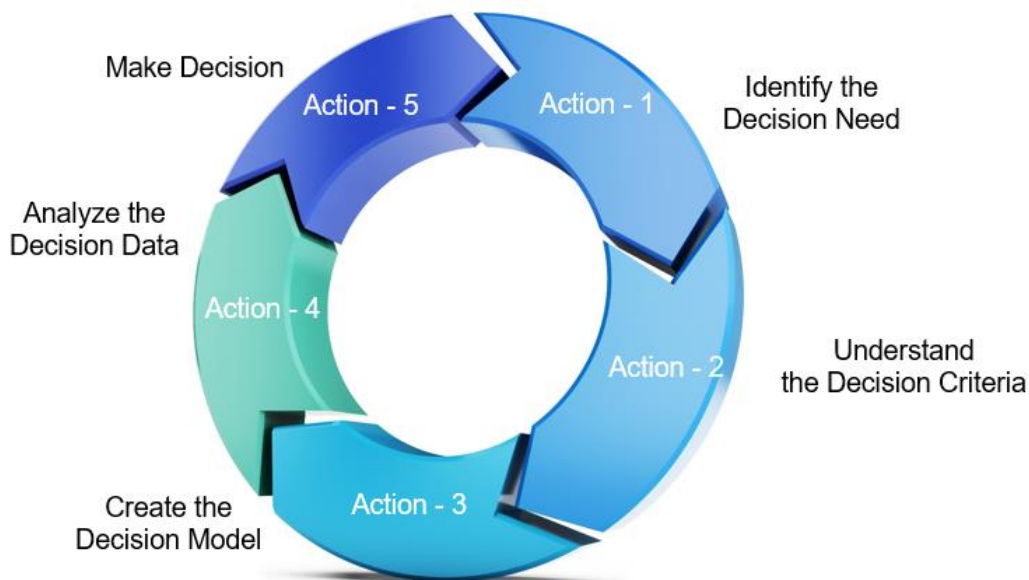 Make Decision
Action - 5
Action - 1
Identify the
Decision Need
Analyze the
Decision Data
Action - 4
Action - 2
Understand
the Decision Criteria
Create the
Decision Model
Action - 3